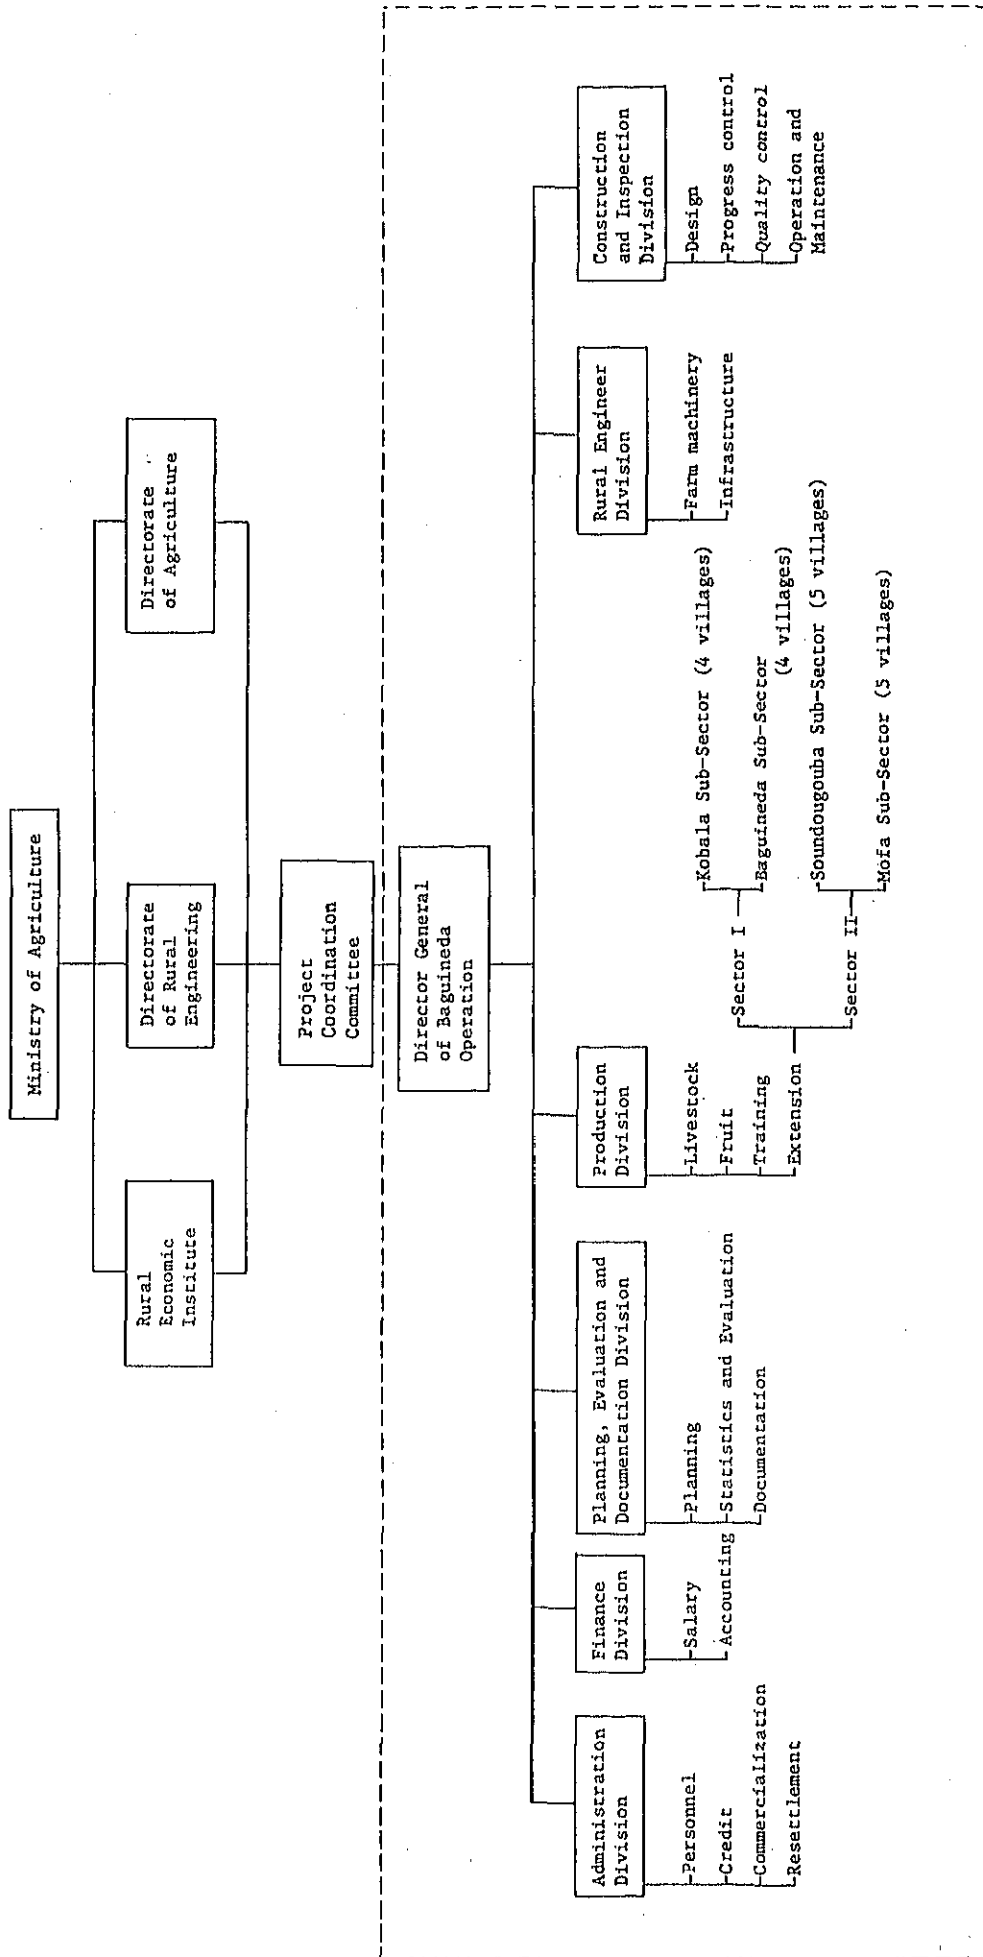 Ministry of Agriculture
Rural
Economic
Institute
Directorate
of Rural
Engineering
Directorate
of Agriculture
Project
Coordination
Committee
Director General
of Baguineda
Operation
Administration
Division
Personnel
Credit
Commercialization
Resettlement
Finance
Division
Salary
Accounting
Planning, Evaluation and
Documentation Division
Planning
Statistics and Evaluation
Documentation
Production
Division
Livestock
Fruit
Training
Extension
Sector I
Kobala Sub-Sector (4 villages)
Baguineda Sub-Sector
(4 villages)
Sector II
Soundougouba Sub-Sector (5 villages)
Mofa Sub-Sector (5 villages)
Rural Engineer
Division
Farm machinery
Infrastructure
Construction
and Inspection
Division
Design
Progress control
Quality control
Operation and
Maintenance